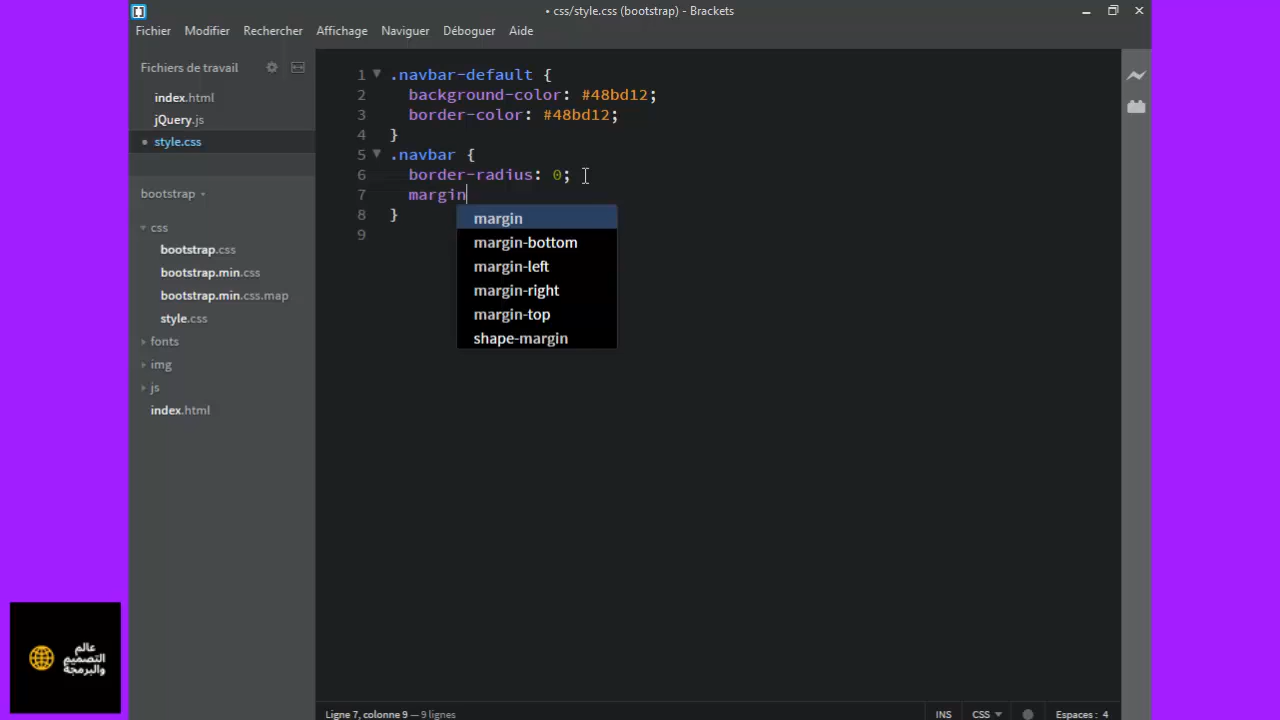 • css/style.css (bootstrap) - Brackets
Fichier Modifier Rechercher Affichage Naviguer Déboguer Aide
Fichiers de travail
index.html
jQuery.js
• style.css
bootstrap
css
bootstrap.css
bootstrap.min.css
bootstrap.min.css.map
style.css
fonts
img
js
index.html
1 .navbar-default {
2 background-color: #48bd12;
3 border-color: #48bd12;
4 }
5 .navbar {
6 border-radius: 0;
7 margin
8 }
9
margin
margin-bottom
margin-left
margin-right
margin-top
shape-margin
عالم
التصميم
والبرمجة
Ligne 7, colonne 9 — 9 lignes
INS CSS Espaces : 4